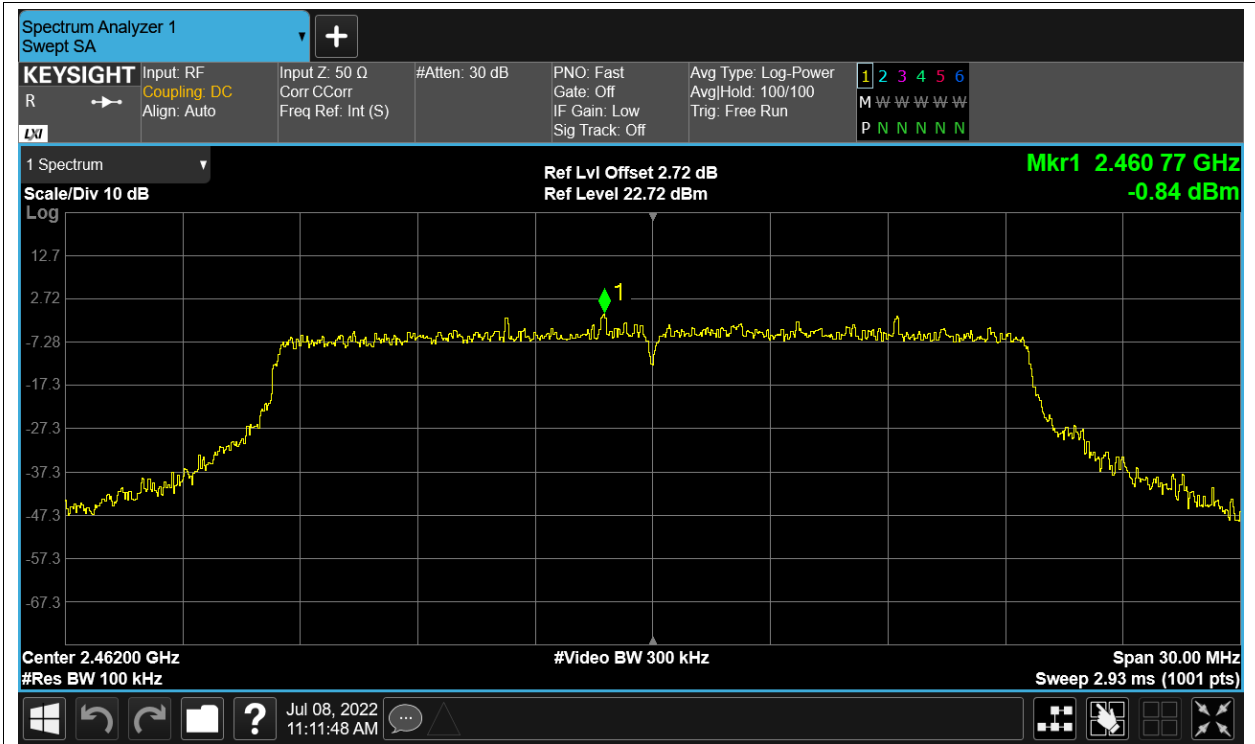 Spectrum Analyzer 1
Swept SA
KEYSIGHT
R
LXI
Input: RF
Coupling: DC
Align: Auto
Input Z: 50 Ω
Corr CCorr
Freq Ref: Int (S)
#Atten: 30 dB
PNO: Fast
Gate: Off
IF Gain: Low
Sig Track: Off
Avg Type: Log-Power
Avg|Hold: 100/100
Trig: Free Run
1 2 3 4 5 6
M W W W W W
P N N N N N
1 Spectrum
Scale/Div 10 dB
Log
Ref Lvl Offset 2.72 dB
Ref Level 22.72 dBm
Mkr1 2.460 77 GHz
-0.84 dBm
12.7
2.72
1
-7.28
-17.3
-27.3
-37.3
-47.3
-57.3
-67.3
Center 2.46200 GHz
#Video BW 300 kHz
Span 30.00 MHz
#Res BW 100 kHz
Sweep 2.93 ms (1001 pts)
?
Jul 08, 2022
11:11:48 AM